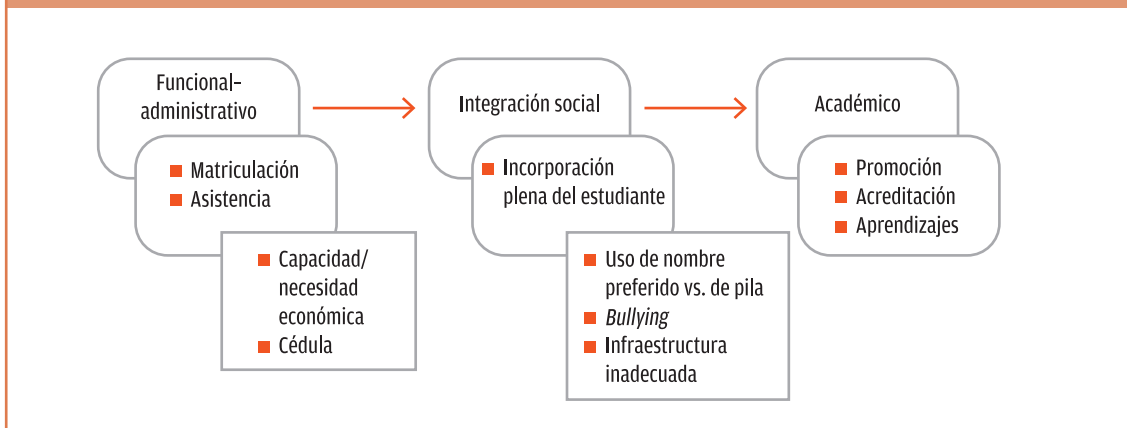 Funcional-
administrativo
Matriculación
Asistencia
Capacidad/
necesidad
económica
Cédula
Integración social
Incorporación
plena del estudiante
Uso de nombre
preferido vs. de pila
Bullying
Infraestructura
inadecuada
Académico
Promoción
Acreditación
Aprendizajes